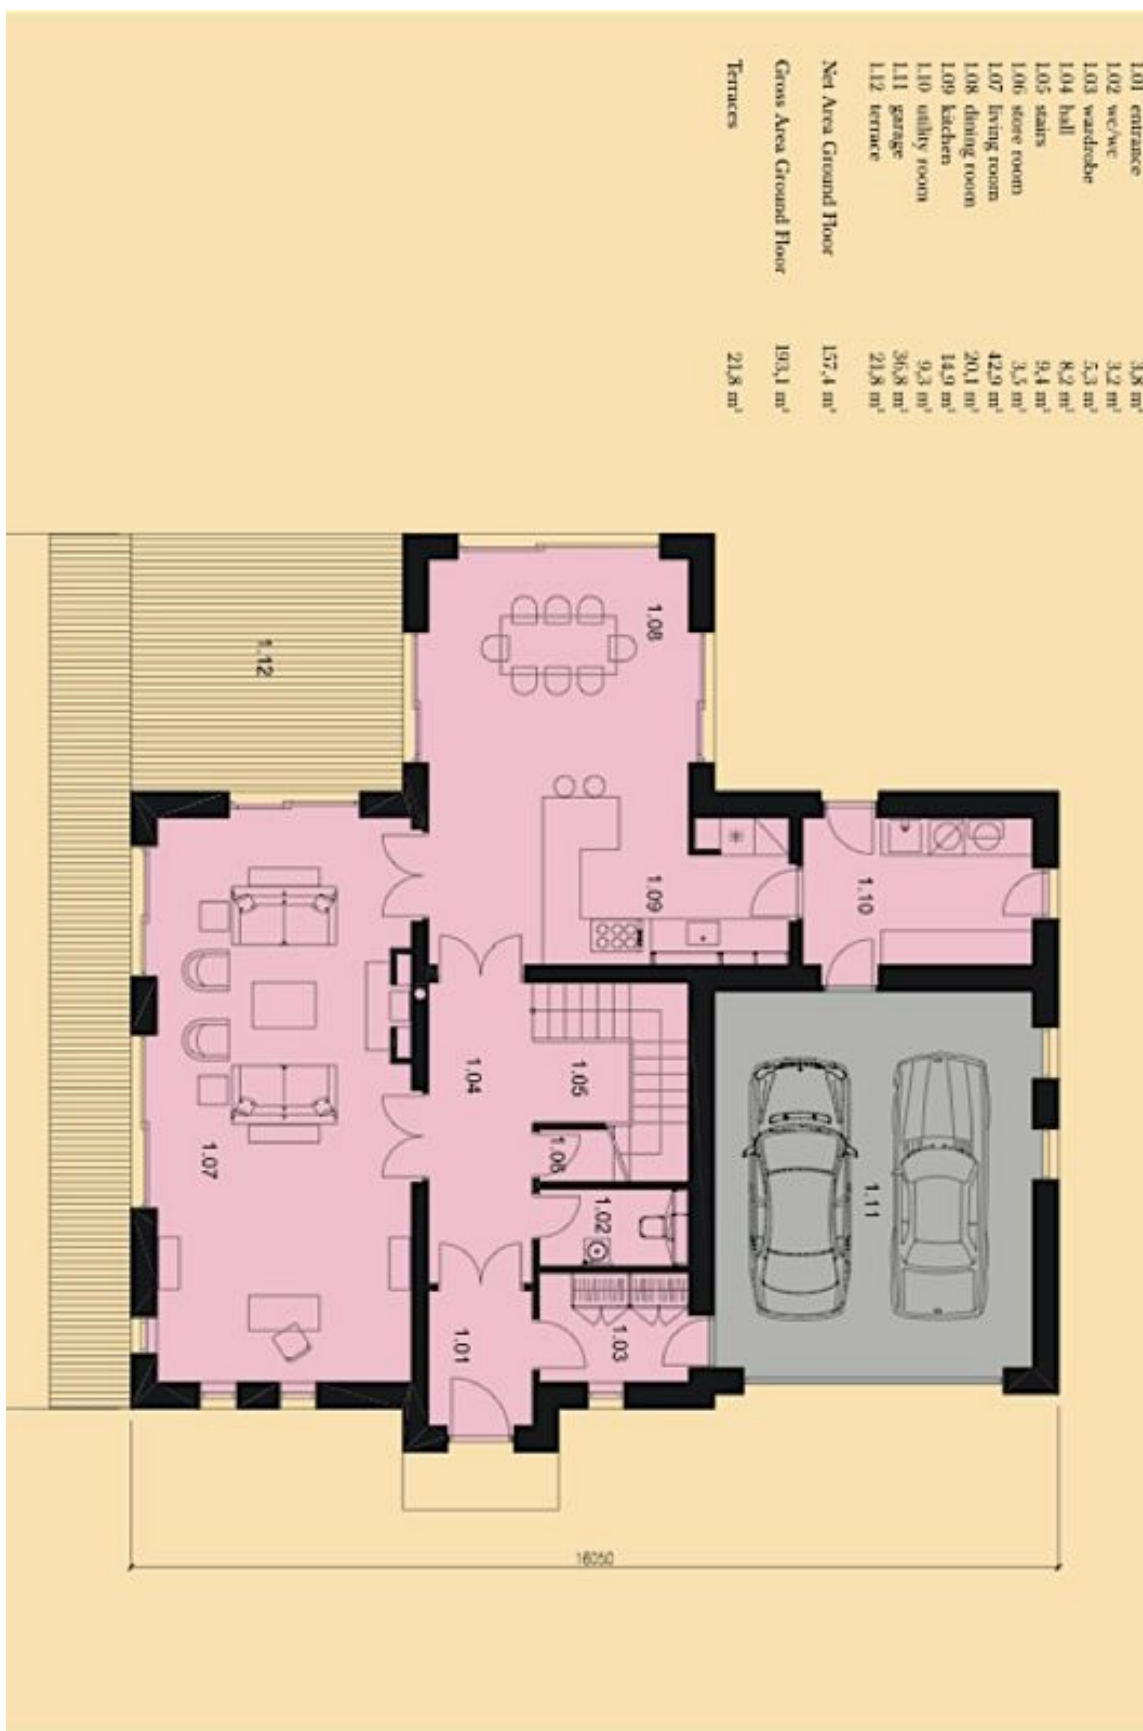 1.01 entrance 3,8 m²
1.02 wc/wc 3,2 m²
1.03 wardrobe 5,3 m²
1.04 hall 8,2 m²
1.05 stairs 9,4 m²
1.06 store room 3,5 m²
1.07 living room 42,9 m²
1.08 dining room 20,1 m²
1.09 kitchen 14,9 m²
1.10 utility room 9,3 m²
1.11 garage 36,8 m²
1.12 terrace 21,8 m²
Net Area Ground Floor 157,4 m²
Gross Area Ground Floor 193,1 m²
Terraces 21,8 m²
1.11
1.10
1.09
1.08
1.03
1.02
1.06
1.05
1.04
1.01
1.12
1.07
16050